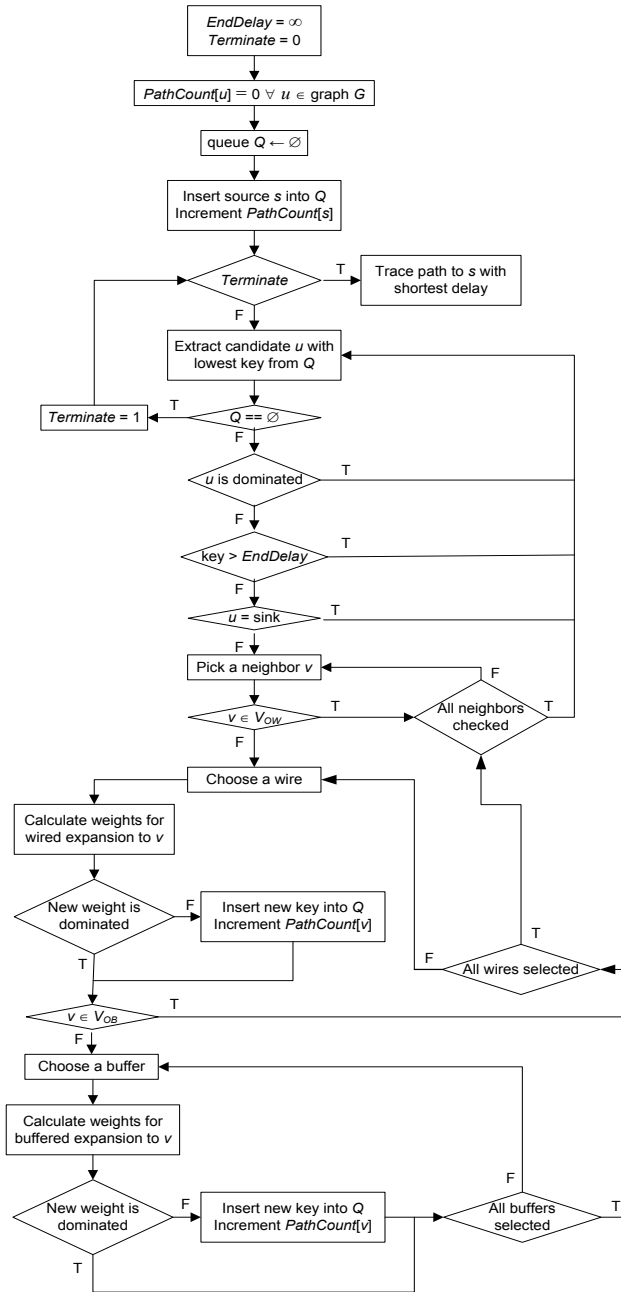 EndDelay = ∞
Terminate = 0
PathCount[u] = 0 ∀ u ∈ graph G
queue Q ← ∅
Insert source s into Q
Increment PathCount[s]
Terminate
T
Trace path to s with
shortest delay
F
Extract candidate u with
lowest key from Q
Terminate = 1
T
Q == ∅
F
u is dominated
T
F
key > EndDelay
T
F
u = sink
T
F
Pick a neighbor v
F
All neighbors
checked
T
v ∈ VOW
T
F
Choose a wire
Calculate weights for
wired expansion to v
New weight is
dominated
F
Insert new key into Q
Increment PathCount[v]
T
T
F
All wires selected
v ∈ VOB
T
F
Choose a buffer
Calculate weights for
buffered expansion to v
F
New weight is
dominated
F
Insert new key into Q
Increment PathCount[v]
All buffers
selected
T
T